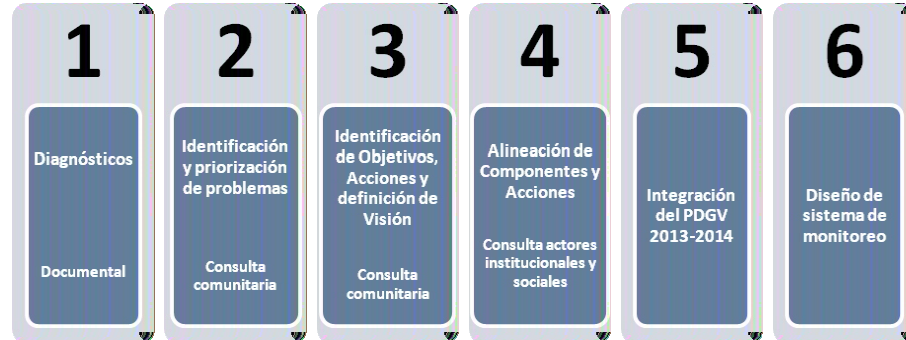 1
Diagnósticos
Documental
2
Identificación
y priorización
de problemas
Consulta
comunitaria
3
Identificación
de Objetivos,
Acciones y
definición de
Visión
Consulta
comunitaria
4
Alineación de
Componentes y
Acciones
Consulta actores
institucionales y
sociales
5
Integración
del PDGV
2013-2014
6
Diseño de
sistema de
monitoreo